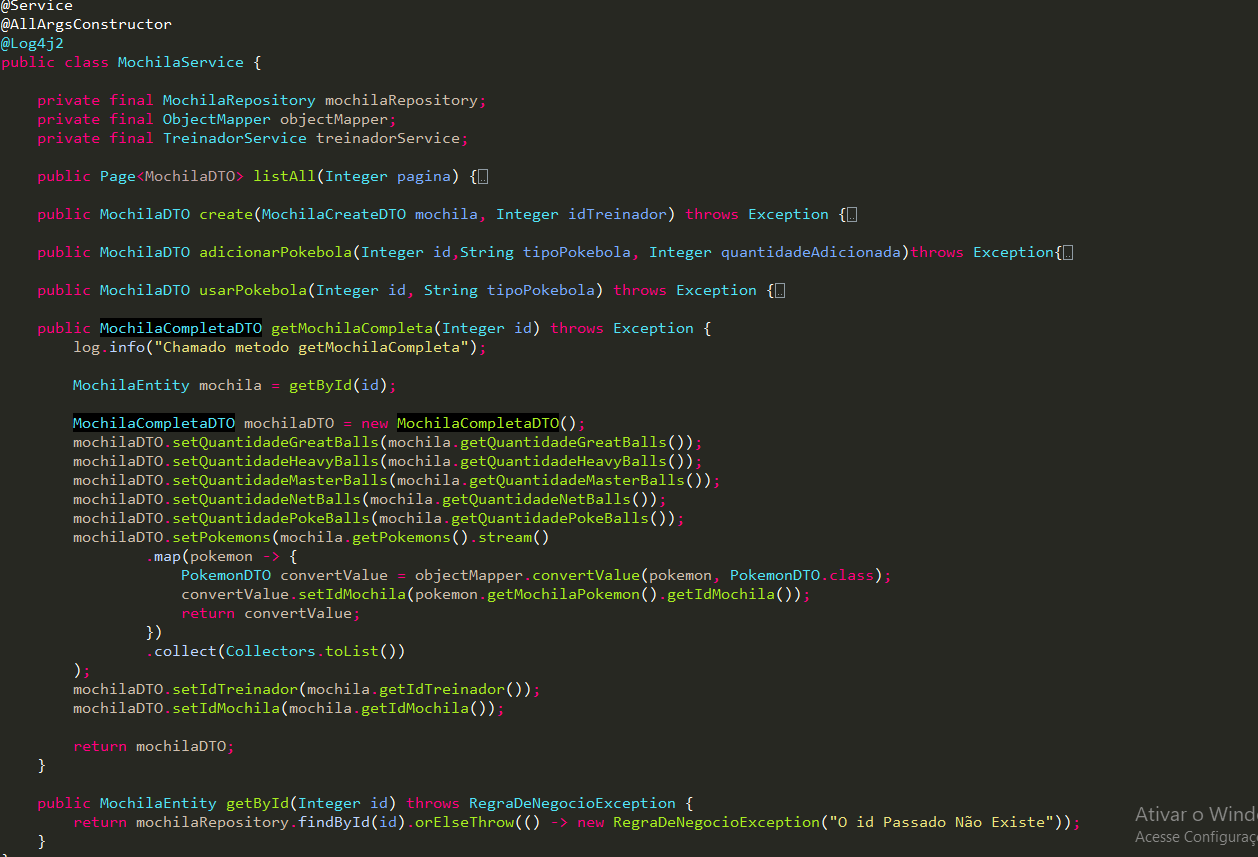 @Service
@AllArgsConstructor
@Log4j2
public class MochilaService {
private final MochilaRepository mochilaRepository;
private final ObjectMapper objectMapper;
private final TreinadorService treinadorService;
public Page<MochilaDTO> listAll(Integer pagina) {
public MochilaDTO create(MochilaCreateDTO mochila, Integer idTreinador) throws Exception {
public MochilaDTO adicionarPokebola(Integer id,String tipoPokebola, Integer quantidadeAdicionada)throws Exception{
public MochilaDTO usarPokebola(Integer id, String tipoPokebola) throws Exception {
public MochilaCompletaDTO getMochilaCompleta(Integer id) throws Exception {
log.info("Chamado metodo getMochilaCompleta");
MochilaEntity mochila = getById(id);
MochilaCompletaDTO mochilaDTO = new MochilaCompletaDTO();
mochilaDTO.setQuantidadeGreatBalls(mochila.getQuantidadeGreatBalls());
mochilaDTO.setQuantidadeHeavyBalls(mochila.getQuantidadeHeavyBalls());
mochilaDTO.setQuantidadeMasterBalls(mochila.getQuantidadeMasterBalls());
mochilaDTO.setQuantidadeNetBalls(mochila.getQuantidadeNetBalls());
mochilaDTO.setQuantidadePokeBalls(mochila.getQuantidadePokeBalls());
mochilaDTO.setPokemons(mochila.getPokemons().stream()
.map(pokemon -> {
PokemonDTO convertValue = objectMapper.convertValue(pokemon, PokemonDTO.class);
convertValue.setIdMochila(pokemon.getMochilaPokemon().getIdMochila());
return convertValue;
})
.collect(Collectors.toList())
);
mochilaDTO.setIdTreinador(mochila.getIdTreinador());
mochilaDTO.setIdMochila(mochila.getIdMochila());
return mochilaDTO;
}
public MochilaEntity getById(Integer id) throws RegraDeNegocioException {
return mochilaRepository.findById(id).orElseThrow(() -> new RegraDeNegocioException("O id Passado Não Existe"));
}
Ativar o Wind
Acesse Configuraç